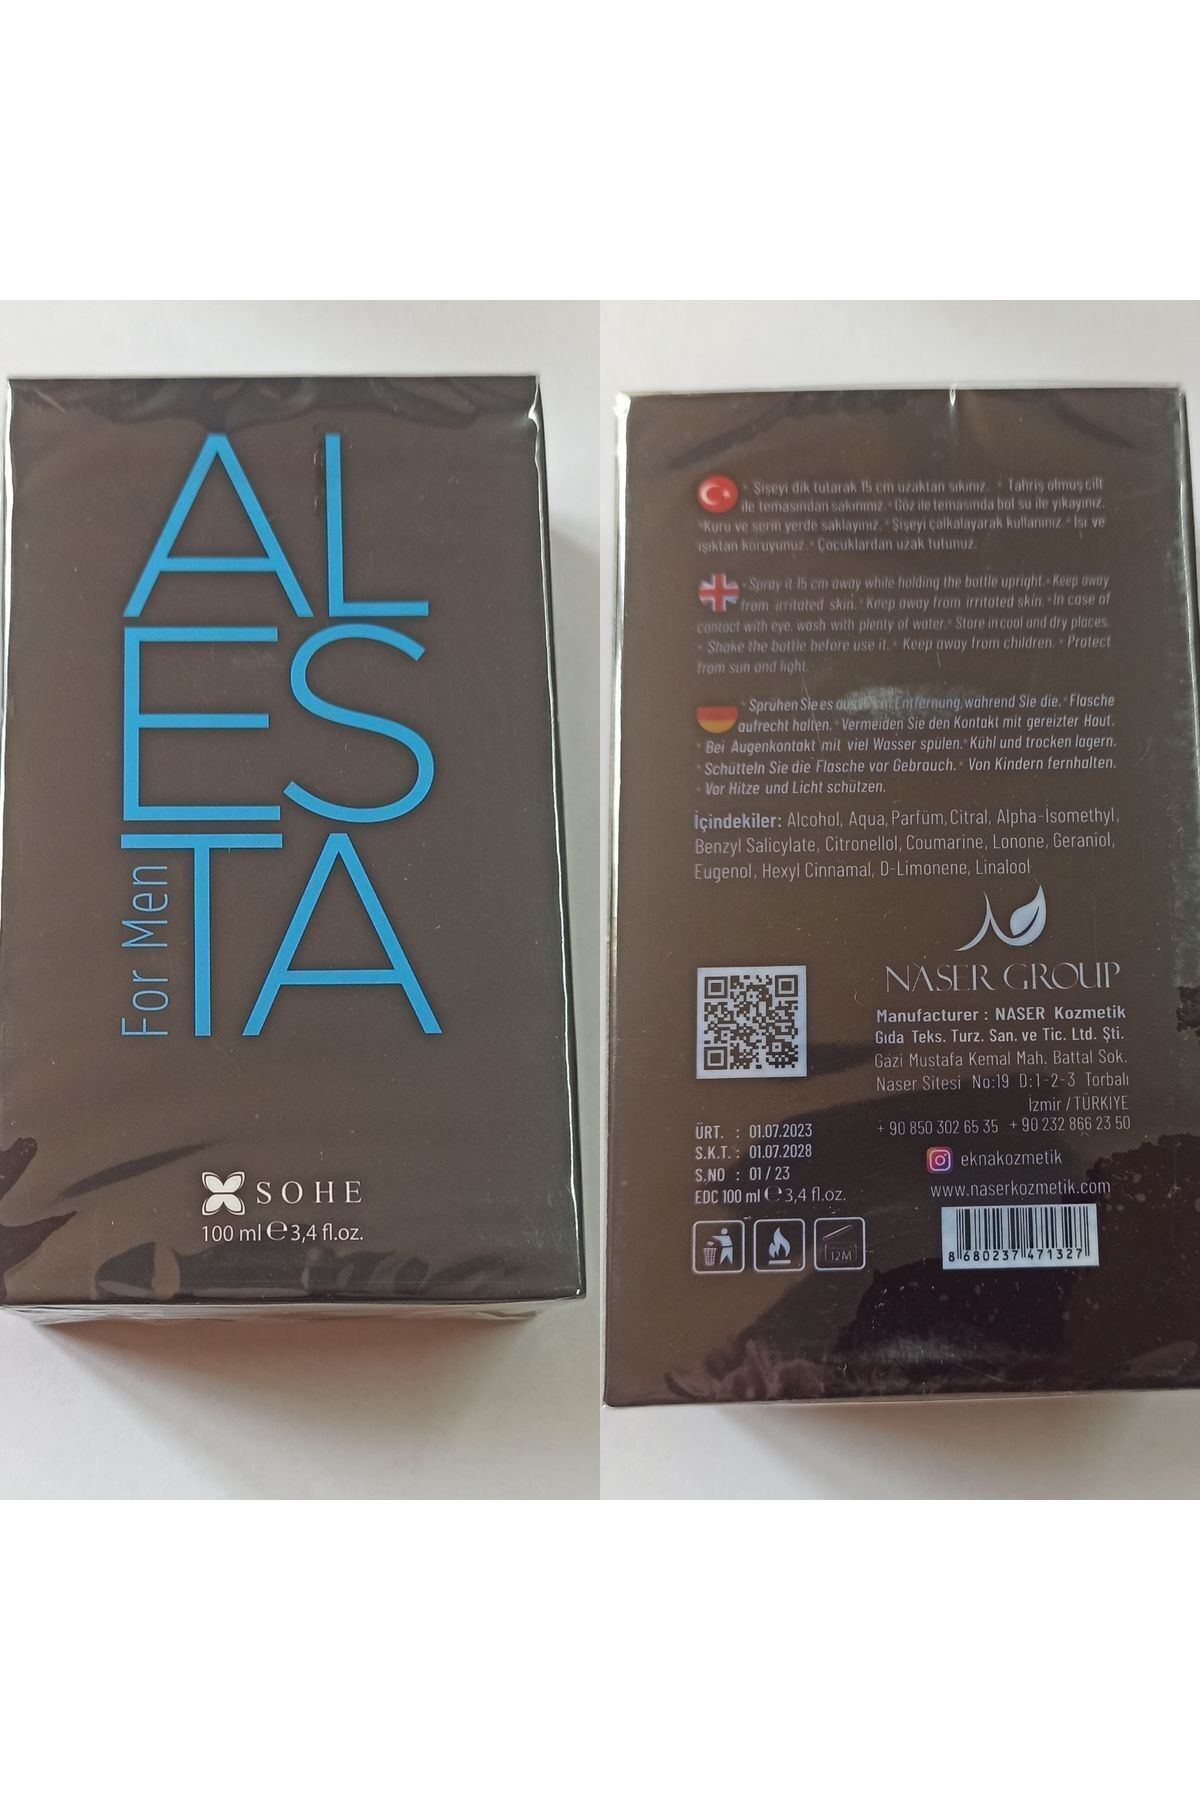 AL
ES
TA
For Men
SOHE
100 ml ℮ 3,4 fl.oz.
• Şişeyi dik tutarak 15 cm uzaktan sıkınız. • Tahriş olmuş cilt
ile temasından sakınınız.• Göz ile temasında bol su ile yıkayınız.
•Kuru ve serin yerde saklayınız. • Şişeyi çalkalayarak kullanınız. • Isı ve
ışıktan koruyunuz.• Çocuklardan uzak tutunuz.
• Spray it 15 cm away while holding the bottle upright.• Keep away
from irritated skin. • Keep away from irritated skin. •In case of
contact with eye, wash with plenty of water.• Store in cool and dry places.
• Shake the bottle before use it. • Keep away from children. • Protect
from sun and light.
• Sprühen Sie es aus 15 cm Entfernung,während Sie die.• Flasche
aufrecht halten. • Vermeiden Sie den Kontakt mit gereizter Haut.
• Bei Augenkontakt mit viel Wasser spülen.• Kühl und trocken lagern.
• Schütteln Sie die Flasche vor Gebrauch. • Von Kindern fernhalten.
• Vor Hitze und Licht schützen.
İçindekiler: Alcohol, Aqua, Parfüm, Citral, Alpha-İsomethyl,
Benzyl Salicylate, Citronellol, Coumarine, Lonone, Geraniol,
Eugenol, Hexyl Cinnamal, D-Limonene, Linalool
NASER GROUP
Manufacturer : NASER Kozmetik
Gıda Teks. Turz. San. ve Tic. Ltd. Şti.
Gazi Mustafa Kemal Mah. Battal Sok.
Naser Sitesi No:19 D:1-2-3 Torbalı
İzmir / TÜRKIYE
+ 90 850 302 65 35 + 90 232 866 23 50
eknakozmetik
www.naserkozmetik.com
ÜRT. : 01.07.2023
S.K.T. : 01.07.2028
S.NO : 01 / 23
EDC 100 ml ℮ 3,4 fl.oz.
12M
8 680237 471327